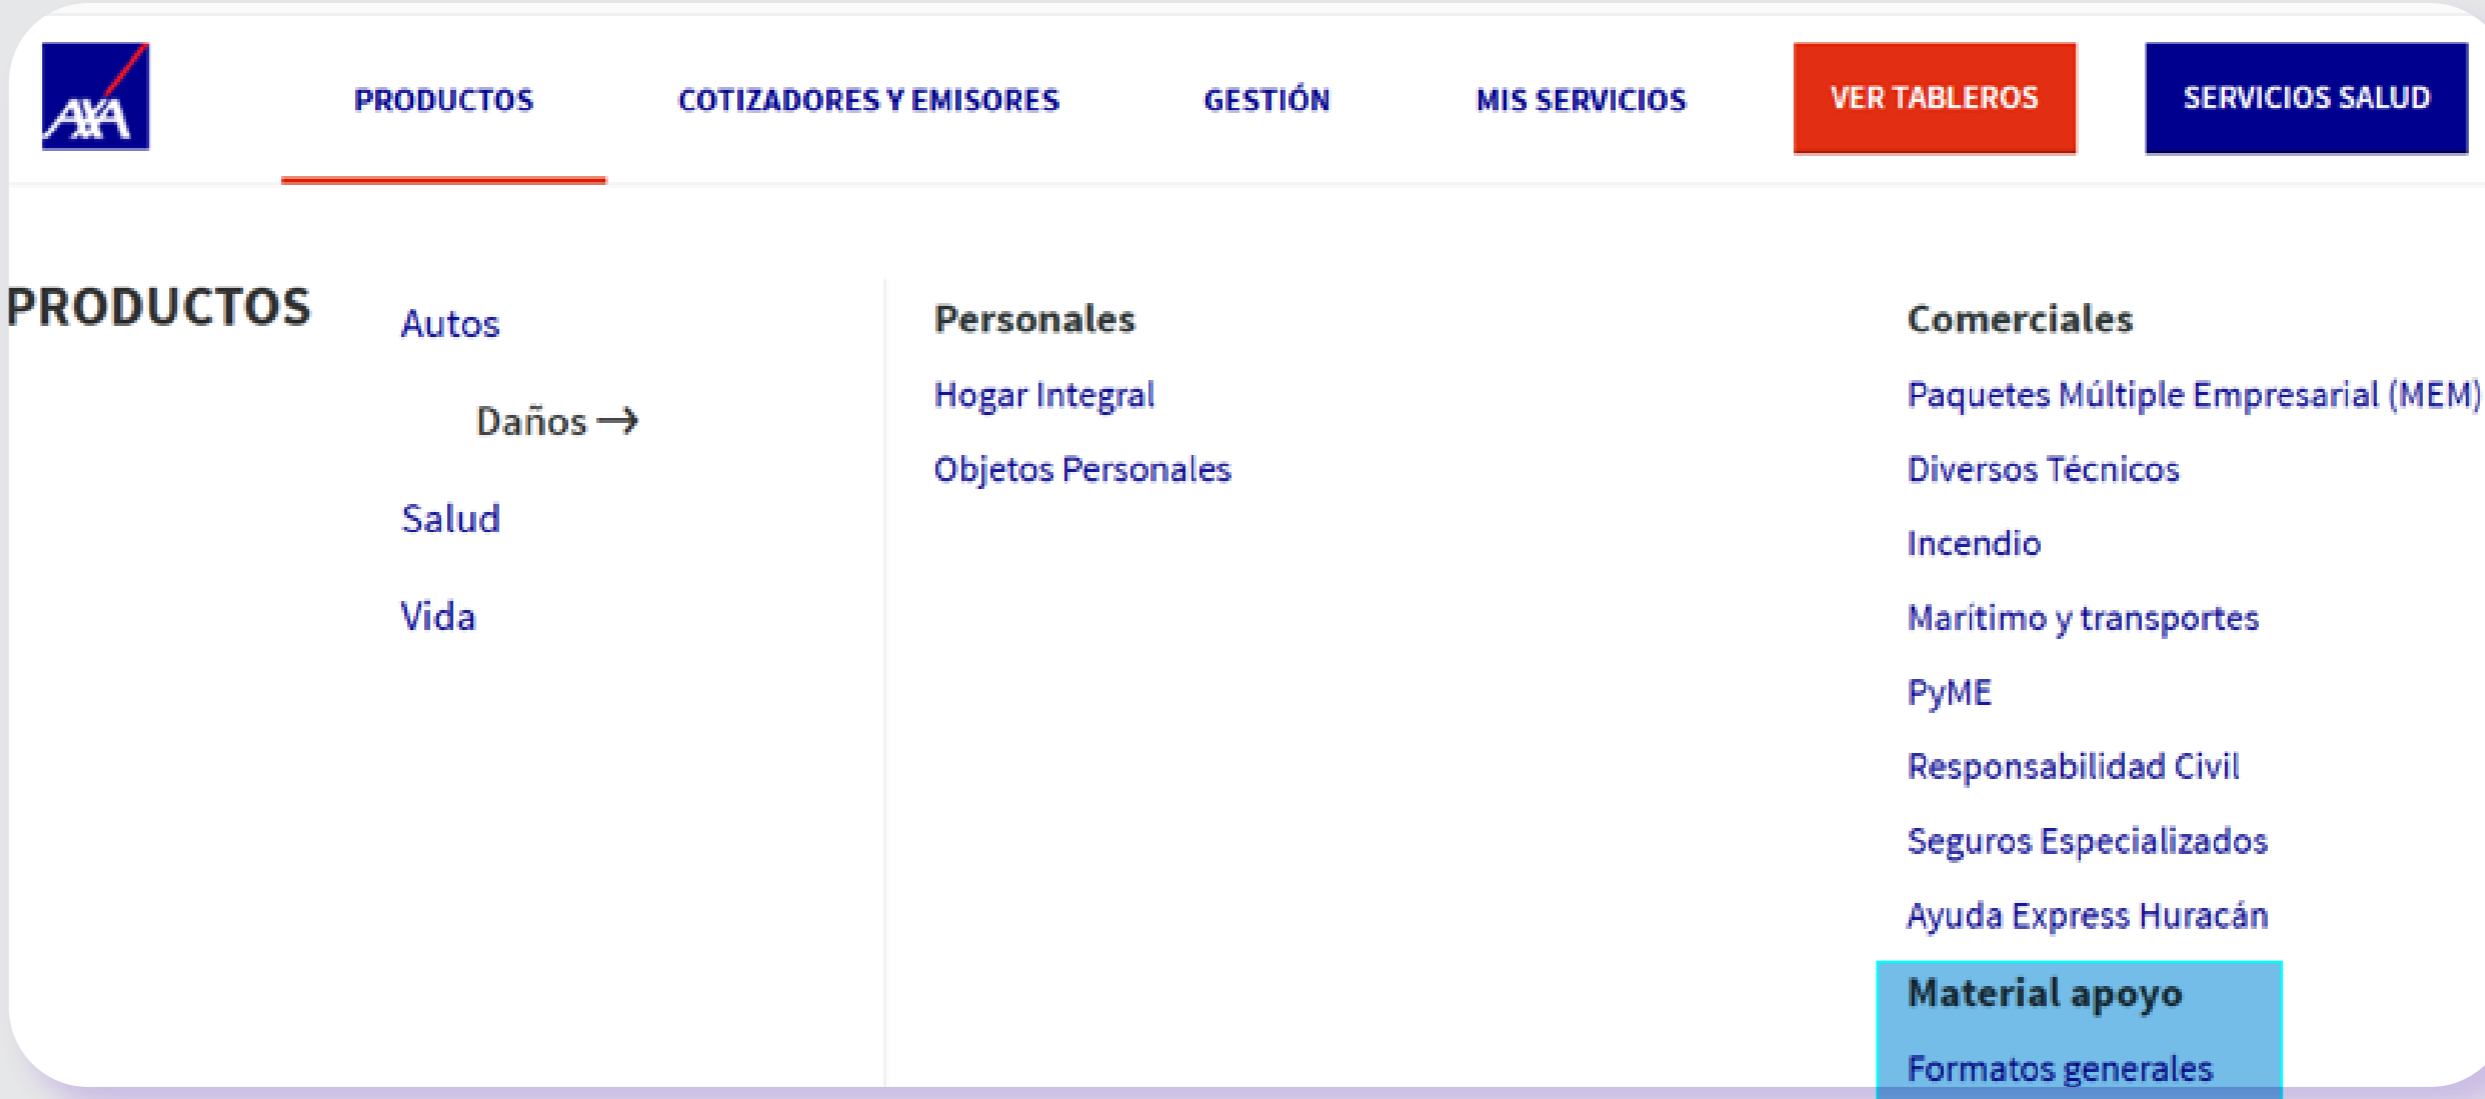 AXA
PRODUCTOS
COTIZADORES Y EMISORES
GESTIÓN
MIS SERVICIOS
VER TABLEROS
SERVICIOS SALUD
PRODUCTOS
Autos
Daños →
Salud
Vida
Personales
Hogar Integral
Objetos Personales
Comerciales
Paquetes Múltiple Empresarial (MEM)
Diversos Técnicos
Incendio
Marítimo y transportes
PyME
Responsabilidad Civil
Seguros Especializados
Ayuda Express Huracán
Material apoyo
Formatos generales